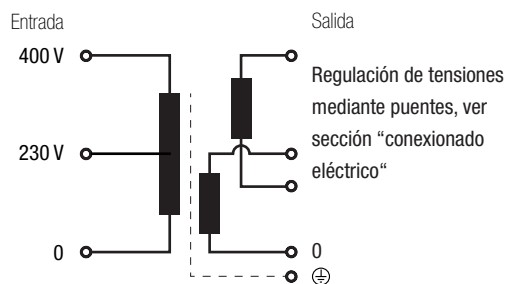 Entrada
Salida
400 V
Regulación de tensiones
mediante puentes, ver
sección “conexionado
eléctrico“
230 V
0
0